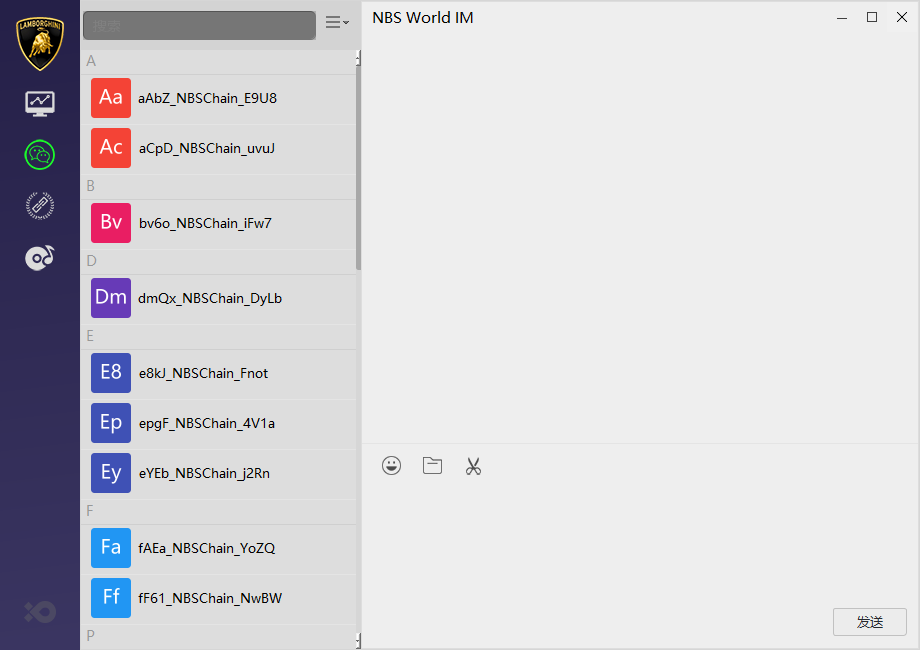 LAMBORGHINI
搜索
NBS World IM
A
Aa aAbZ_NBSChain_E9U8
Ac aCpD_NBSChain_uvuJ
B
Bv bv6o_NBSChain_iFw7
D
Dm dmQx_NBSChain_DyLb
E
E8 e8kJ_NBSChain_Fnot
Ep epgF_NBSChain_4V1a
Ey eYEb_NBSChain_j2Rn
F
Fa fAEa_NBSChain_YoZQ
Ff fF61_NBSChain_NwBW
P
发送